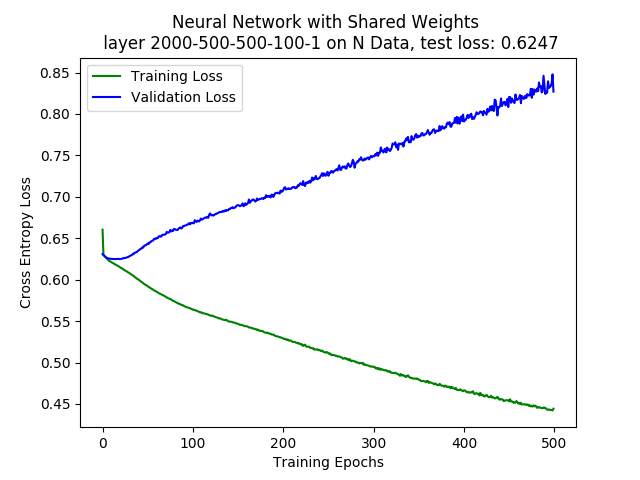 Neural Network with Shared Weights
layer 2000-500-500-100-1 on N Data, test loss: 0.6247
Training Loss
Validation Loss
Cross Entropy Loss
0.85
0.80
0.75
0.70
0.65
0.60
0.55
0.50
0.45
0 100 200 300 400 500
Training Epochs